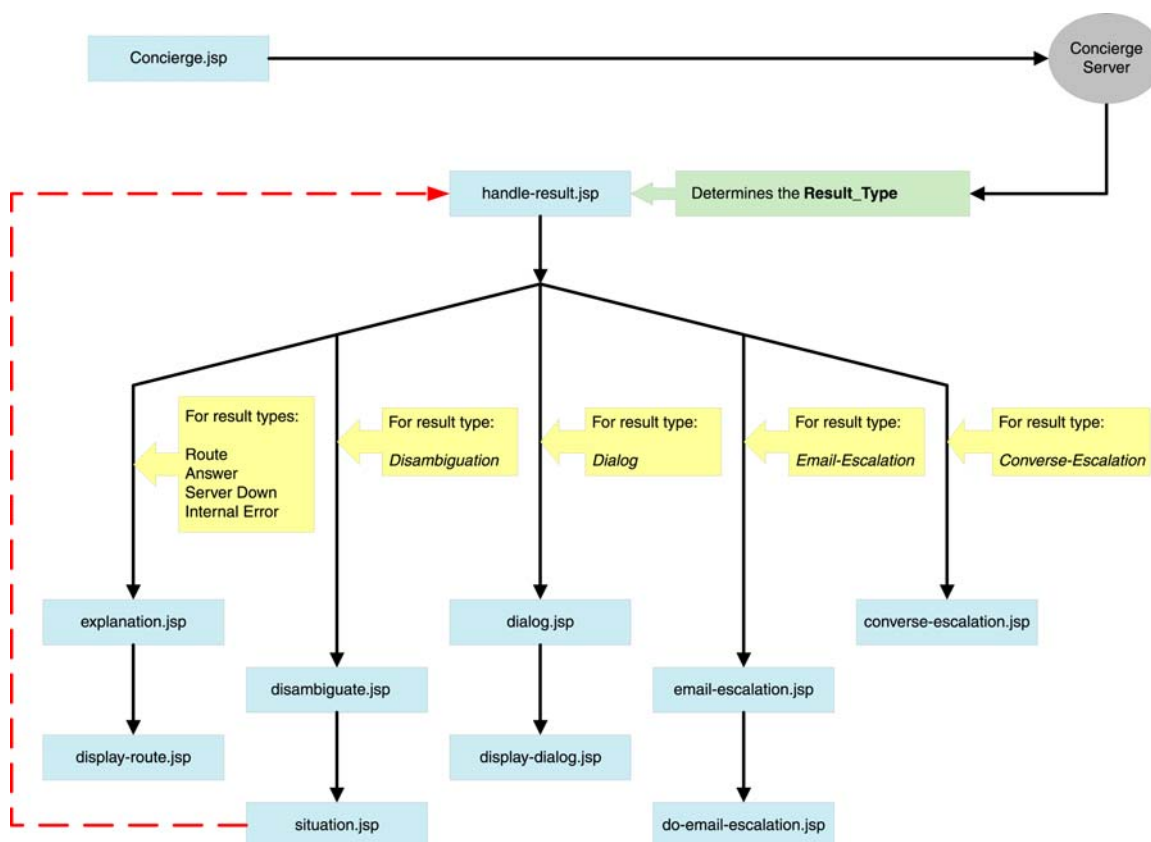 Concierge.jsp
Concierge
Server
handle-result.jsp
Determines the Result_Type
For result types:
Route
Answer
Server Down
Internal Error
For result type:
Disambiguation
For result type:
Dialog
For result type:
Email-Escalation
For result type:
Converse-Escalation
explanation.jsp
dialog.jsp
converse-escalation.jsp
disambiguate.jsp
email-escalation.jsp
display-route.jsp
display-dialog.jsp
situation.jsp
do-email-escalation.jsp